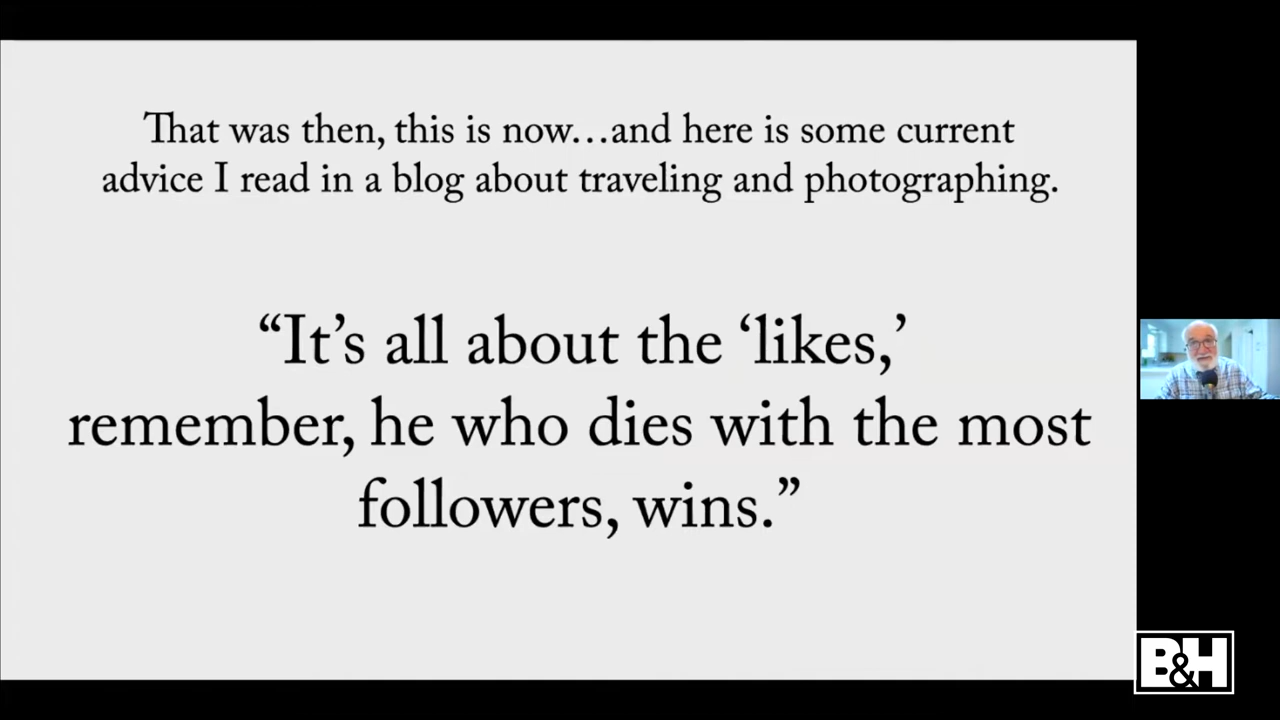 That was then, this is now…and here is some current
advice I read in a blog about traveling and photographing.
“It’s all about the ‘likes,’
remember, he who dies with the most
followers, wins.”
B&H